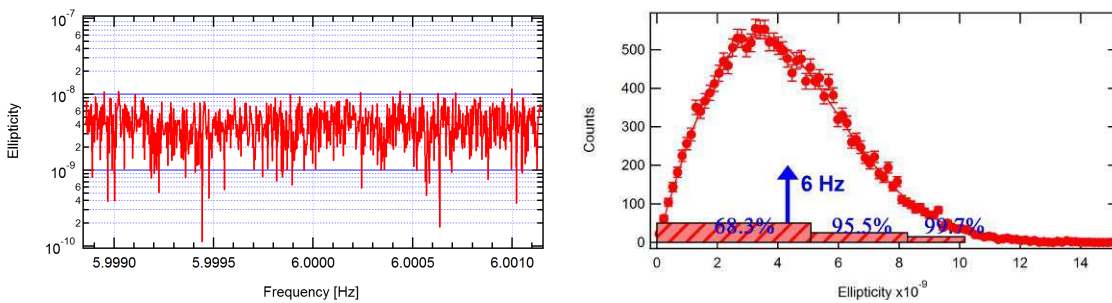 10^-7
6
4
2
10^-8
6
4
2
10^-9
6
4
2
10^-10
Ellipticity
5.9990 5.9995 6.0000 6.0005 6.0010
Frequency [Hz]
500
400
300
200
100
0
Counts
6 Hz
68.3% 95.5% 99.7%
0 2 4 6 8 10 12 14
Ellipticity x10^-9